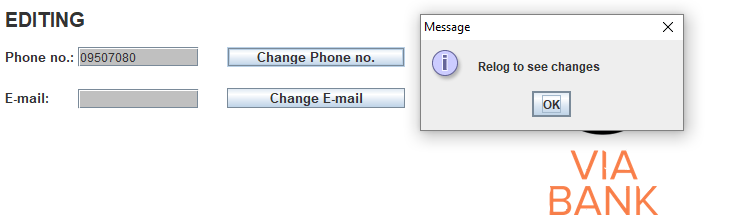 EDITING
Phone no.: 09507080 Change Phone no.
E-mail: Change E-mail
Message
Relog to see changes
OK
VIA
BANK